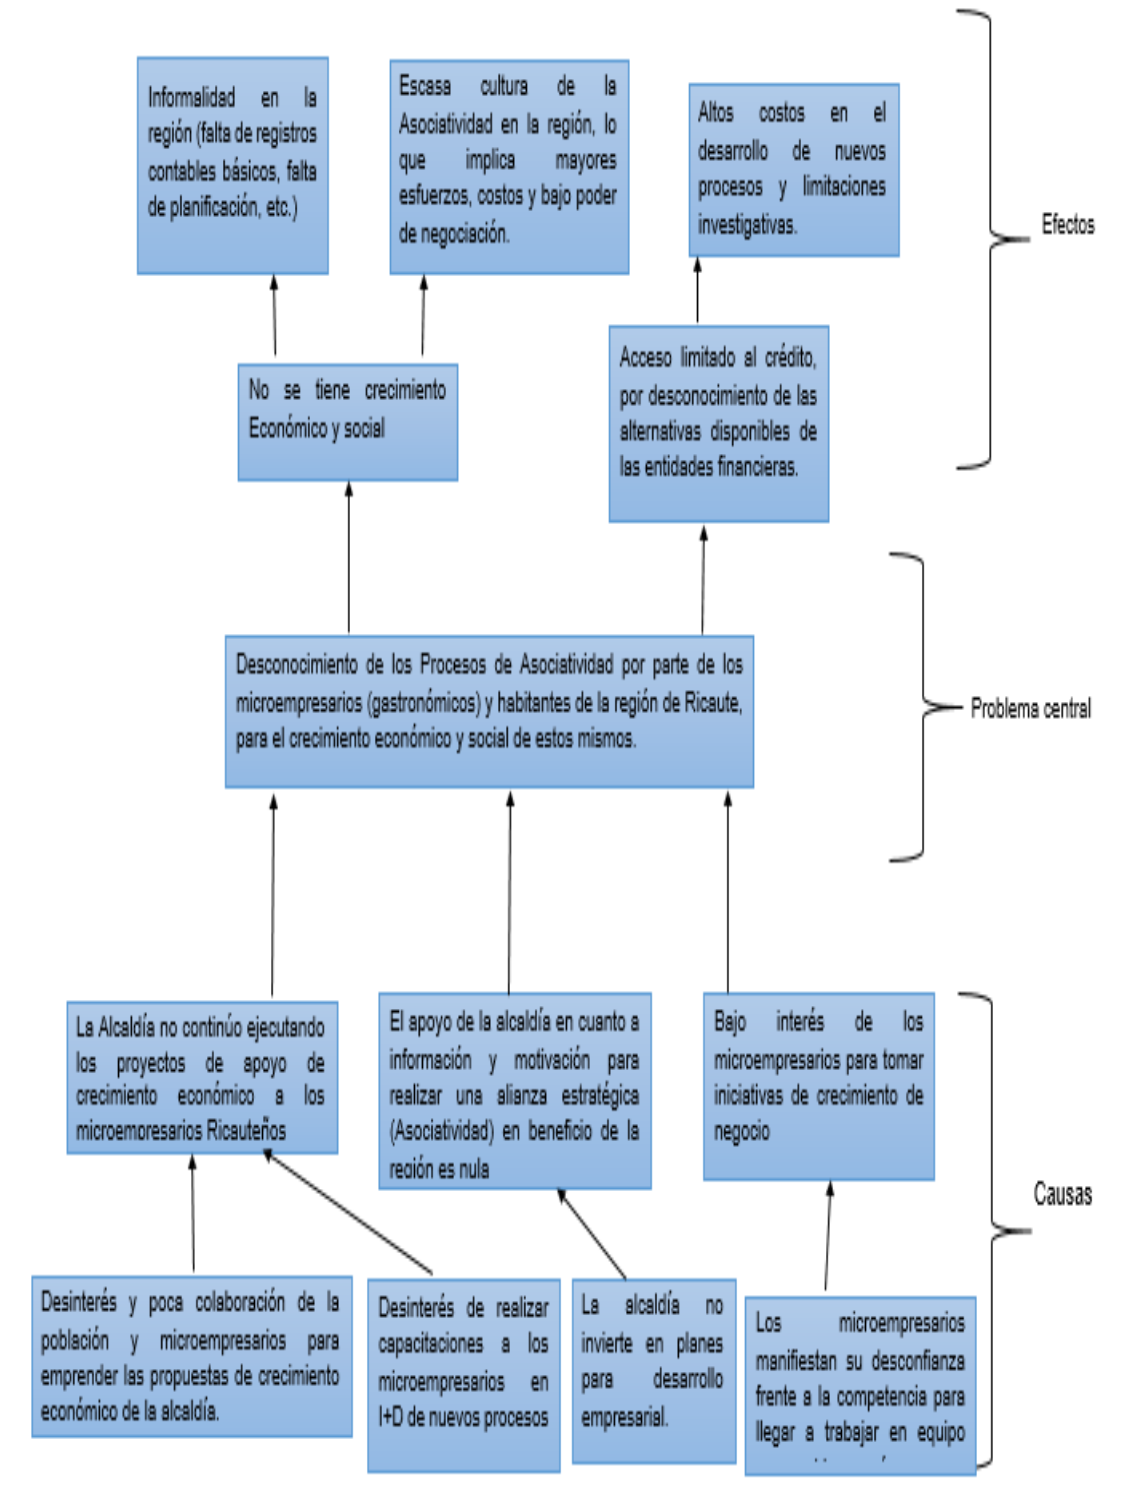 Informalidad en la
región (falta de registros
contables básicos, falta
de planificación, etc.)
Escasa cultura de la
Asociatividad en la región, lo
que implica mayores
esfuerzos, costos y bajo poder
de negociación.
Altos costos en el
desarrollo de nuevos
procesos y limitaciones
investigativas.
Efectos
No se tiene crecimiento
Económico y social
Acceso limitado al crédito,
por desconocimiento de las
alternativas disponibles de
las entidades financieras.
Desconocimiento de los Procesos de Asociatividad por parte de los
microempresarios (gastronómicos) y habitantes de la región de Ricaute,
para el crecimiento económico y social de estos mismos.
Problema central
La Alcaldía no continúo ejecutando
los proyectos de apoyo de
crecimiento económico a los
microempresarios Ricauteños
El apoyo de la alcaldía en cuanto a
información y motivación para
realizar una alianza estratégica
(Asociatividad) en beneficio de la
región es nula
Bajo interés de los
microempresarios para tomar
iniciativas de crecimiento de
negocio
Causas
Desinterés y poca colaboración de la
población y microempresarios para
emprender las propuestas de crecimiento
económico de la alcaldía.
Desinterés de realizar
capacitaciones a los
microempresarios en
I+D de nuevos procesos
La alcaldía no
invierte en planes
para desarrollo
empresarial.
Los microempresarios
manifiestan su desconfianza
frente a la competencia para
llegar a trabajar en equipo